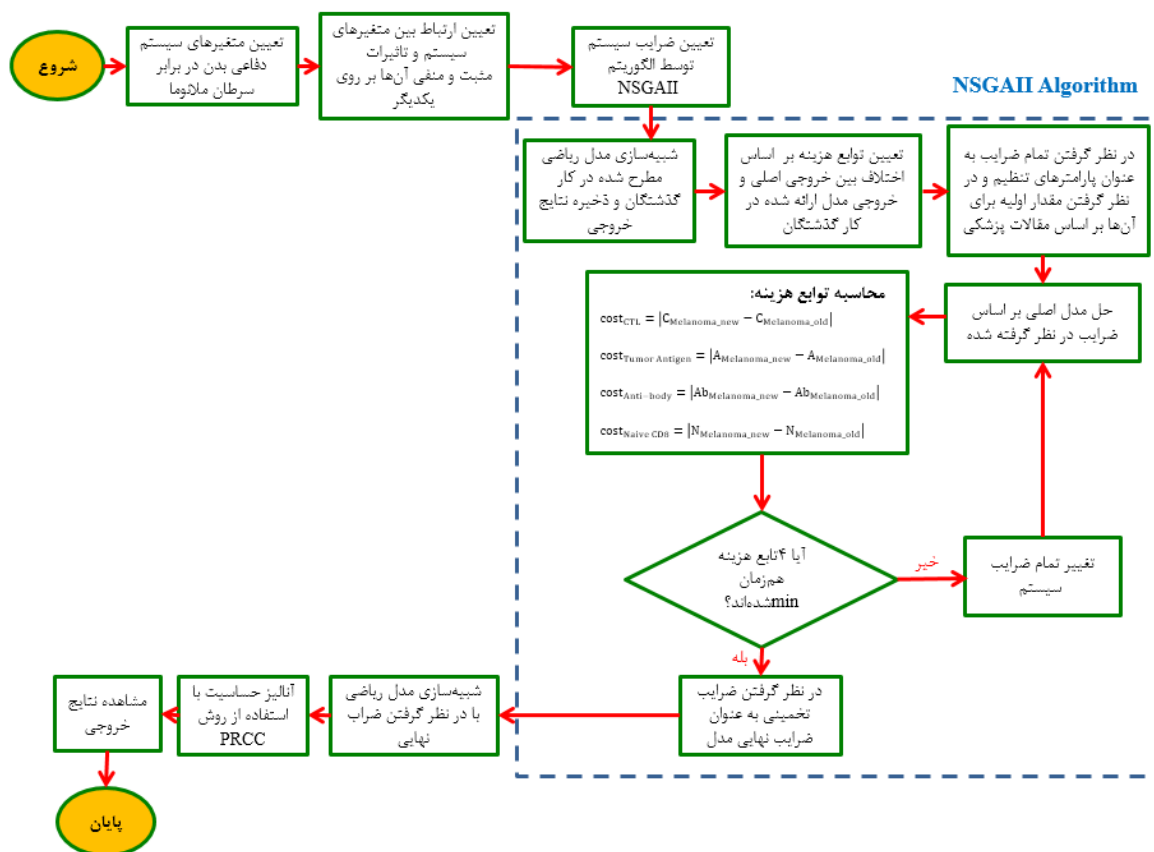 شروع
تعیین متغیرهای سیستم
دفاعی بدن در برابر
سرطان ملانوما
تعیین ارتباط بین متغیرهای
سیستم و تاثیرات
مثبت و منفی آن‌ها بر روی
یکدیگر
تعیین ضرایب سیستم
توسط الگوریتم
NSGAII
NSGAII Algorithm
شبیه‌سازی مدل ریاضی
مطرح شده در کار
گذشتگان و ذخیره نتایج
خروجی
تعیین توابع هزینه بر اساس
اختلاف بین خروجی اصلی و
خروجی مدل ارائه شده در
کار گذشتگان
در نظر گرفتن تمام ضرایب به
عنوان پارامترهای تنظیم و در
نظر گرفتن مقدار اولیه برای
آن‌ها بر اساس مقالات پزشکی
حل مدل اصلی بر اساس
ضرایب در نظر گرفته شده
محاسبه توابع هزینه:
cost_CTL = |C_Melanoma_new − C_Melanoma_old|
cost_Tumor Antigen = |A_Melanoma_new − A_Melanoma_old|
cost_Anti−body = |Ab_Melanoma_new − Ab_Melanoma_old|
cost_Naive CD8 = |N_Melanoma_new − N_Melanoma_old|
آیا ۴تابع هزینه
هم‌زمان
minشده‌اند؟
خیر
تغییر تمام ضرایب
سیستم
بله
در نظر گرفتن ضرایب
تخمینی به عنوان
ضرایب نهایی مدل
شبیه‌سازی مدل ریاضی
با در نظر گرفتن ضراب
نهایی
آنالیز حساسیت با
استفاده از روش
PRCC
مشاهده نتایج
خروجی
پایان